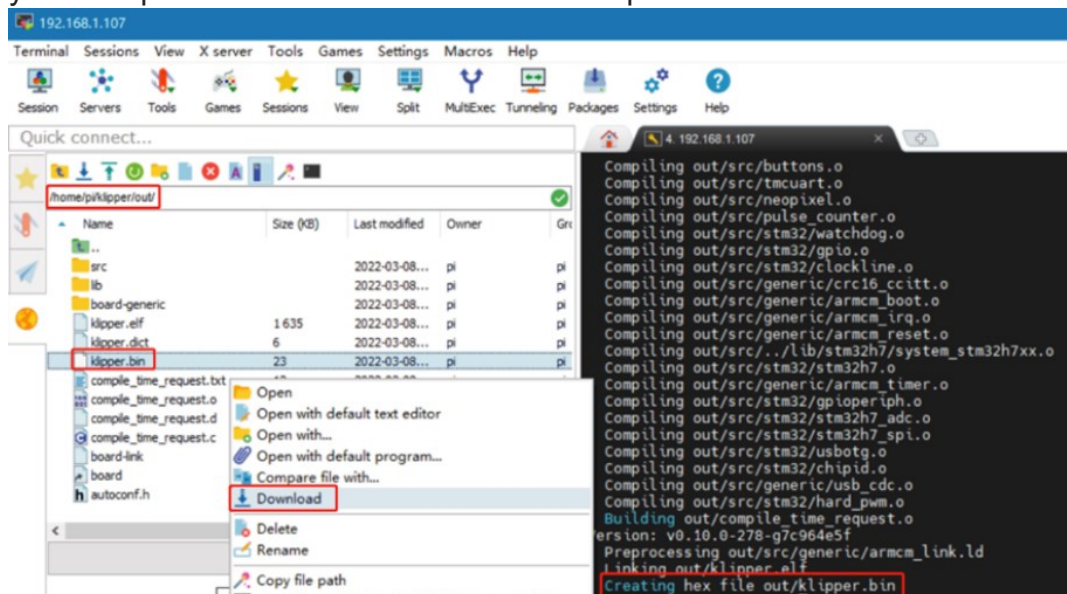 192.168.1.107
Terminal Sessions View X server Tools Games Settings Macros Help
Session Servers Tools Games Sessions View Split MultiExec Tunneling Packages Settings Help
Quick connect...
4. 192.168.1.107
/home/pi/klipper/out/
Name Size (KB) Last modified Owner Gro
..
src 2022-03-08... pi pi
lib 2022-03-08... pi pi
board-generic 2022-03-08... pi pi
klipper.elf 1 635 2022-03-08... pi pi
klipper.dict 6 2022-03-08... pi pi
klipper.bin 23 2022-03-08... pi pi
compile_time_request.txt
compile_time_request.o
compile_time_request.d
compile_time_request.c
board-link
board
autoconf.h
Open
Open with default text editor
Open with...
Open with default program...
Compare file with...
Download
Delete
Rename
Copy file path
Compiling out/src/buttons.o
Compiling out/src/tmcuart.o
Compiling out/src/neopixel.o
Compiling out/src/pulse_counter.o
Compiling out/src/stm32/watchdog.o
Compiling out/src/stm32/gpio.o
Compiling out/src/stm32/clockline.o
Compiling out/src/generic/crc16_ccitt.o
Compiling out/src/generic/armcm_boot.o
Compiling out/src/generic/armcm_irq.o
Compiling out/src/generic/armcm_reset.o
Compiling out/src/../lib/stm32h7/system_stm32h7xx.o
Compiling out/src/stm32/stm32h7.o
Compiling out/src/generic/armcm_timer.o
Compiling out/src/stm32/gpioperiph.o
Compiling out/src/stm32/stm32h7_adc.o
Compiling out/src/stm32/stm32h7_spi.o
Compiling out/src/stm32/usbotg.o
Compiling out/src/stm32/chipid.o
Compiling out/src/generic/usb_cdc.o
Compiling out/src/stm32/hard_pwm.o
Building out/compile_time_request.o
ersion: v0.10.0-278-g7c964e5f
Preprocessing out/src/generic/armcm_link.ld
Linking out/klipper.elf
Creating hex file out/klipper.bin